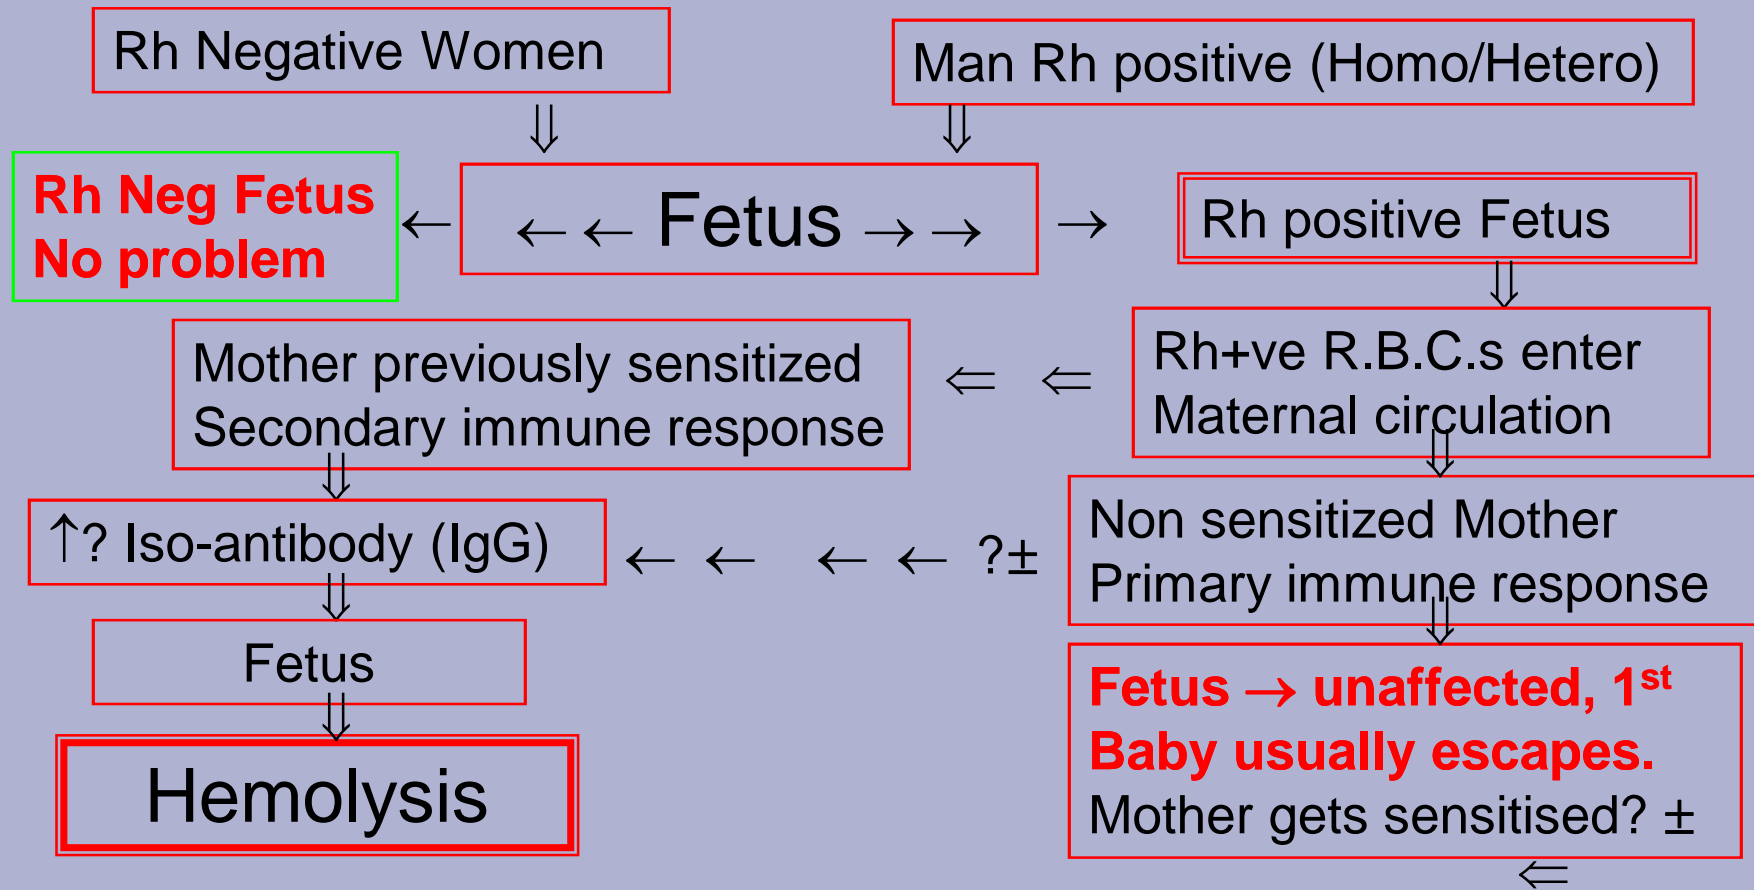 Rh Negative Women
Man Rh positive (Homo/Hetero)
⇓
⇓
Rh Neg Fetus
No problem
←
← ← Fetus → →
→
Rh positive Fetus
⇓
Mother previously sensitized
Secondary immune response
⇐ ⇐
Rh+ve R.B.C.s enter
Maternal circulation
⇓
⇓
↑? Iso-antibody (IgG)
← ← ← ← ?±
Non sensitized Mother
Primary immune response
⇓
⇓
Fetus
⇓
Hemolysis
Fetus → unaffected, 1st
Baby usually escapes.
Mother gets sensitised? ±
⇐